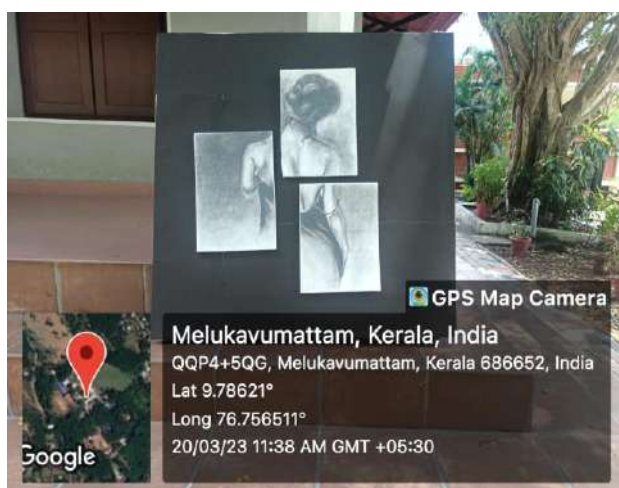 GPS Map Camera
Melukavumattam, Kerala, India
QQP4+5QG, Melukavumattam, Kerala 686652, India
Lat 9.78621°
Long 76.756511°
20/03/23 11:38 AM GMT +05:30
Google